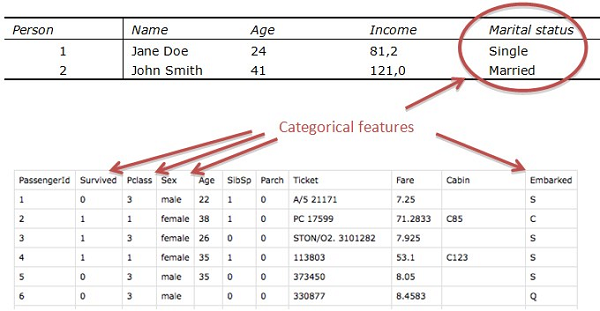 Person Name Age Income Marital status
1 Jane Doe 24 81,2 Single
2 John Smith 41 121,0 Married
Categorical features
PassengerId Survived Pclass Sex Age SibSp Parch Ticket Fare Cabin Embarked
1 0 3 male 22 1 0 A/5 21171 7.25 S
2 1 1 female 38 1 0 PC 17599 71.2833 C85 C
3 1 3 female 26 0 0 STON/O2. 3101282 7.925 S
4 1 1 female 35 1 0 113803 53.1 C123 S
5 0 3 male 35 0 0 373450 8.05 S
6 0 3 male 0 0 330877 8.4583 Q